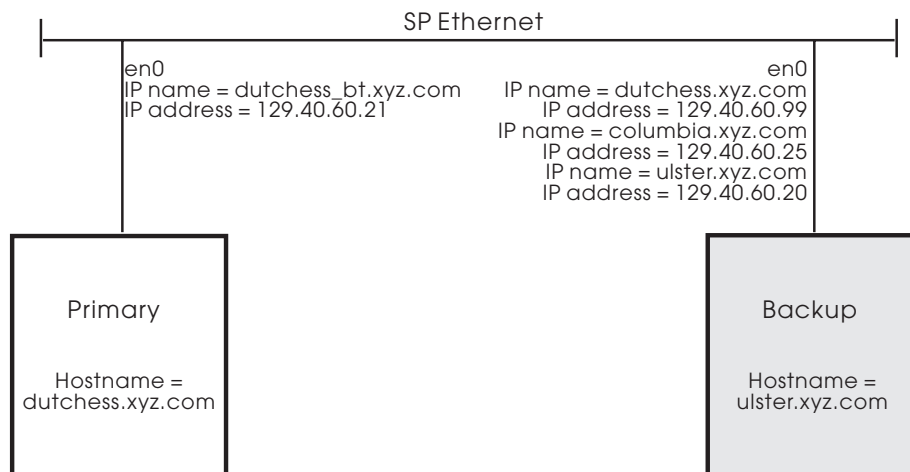 SP Ethernet
en0
IP name = dutchess_bt.xyz.com
IP address = 129.40.60.21
en0
IP name = dutchess.xyz.com
IP address = 129.40.60.99
IP name = columbia.xyz.com
IP address = 129.40.60.25
IP name = ulster.xyz.com
IP address = 129.40.60.20
Primary
Hostname =
dutchess.xyz.com
Backup
Hostname =
ulster.xyz.com